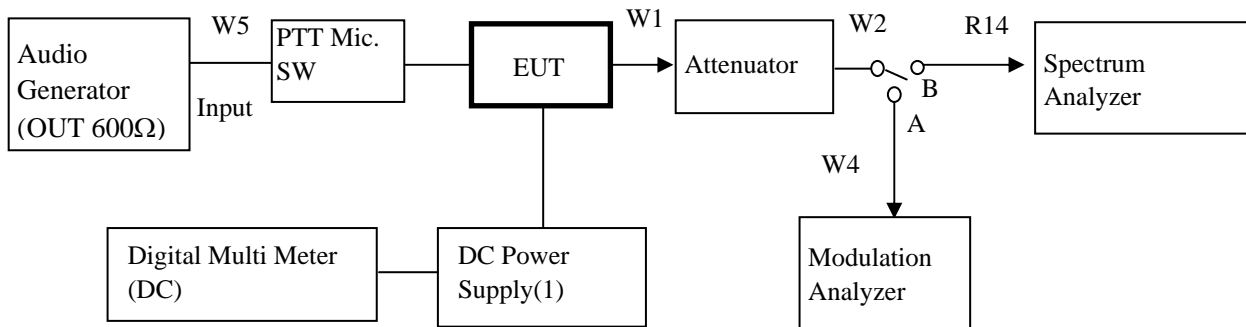 W5
Audio
Generator
(OUT 600Ω)
Input
PTT Mic.
SW
EUT
W1
Attenuator
W2
R14
B
A
Spectrum
Analyzer
W4
Digital Multi Meter
(DC)
DC Power
Supply(1)
Modulation
Analyzer